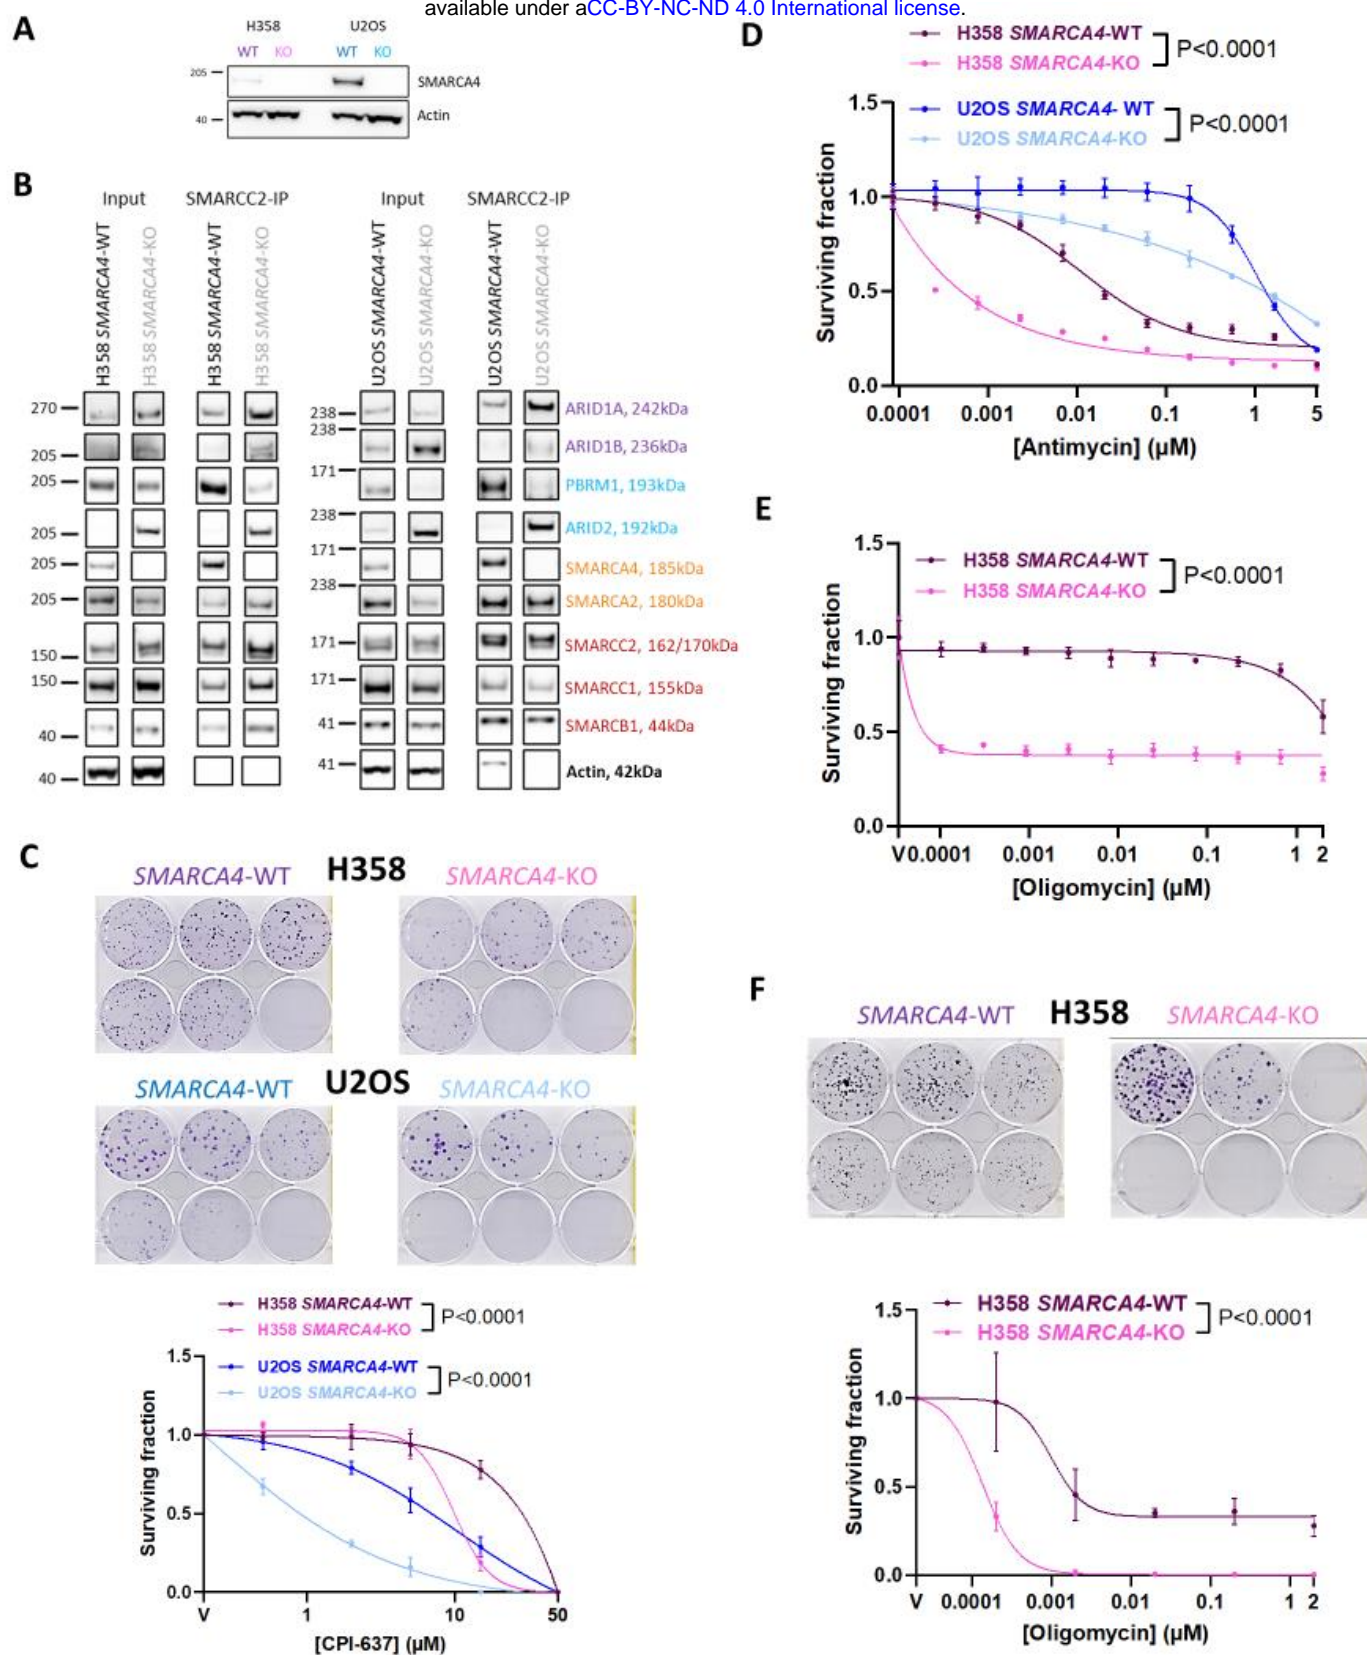 available under aCC-BY-NC-ND 4.0 International license.
A
H358 U2OS
WT KO WT KO
205
SMARCA4
40
Actin
B
Input SMARCC2-IP Input SMARCC2-IP
H358 SMARCA4-WT
H358 SMARCA4-KO
H358 SMARCA4-WT
H358 SMARCA4-KO
U2OS SMARCA4-WT
U2OS SMARCA4-KO
U2OS SMARCA4-WT
U2OS SMARCA4-KO
270 238 ARID1A, 242kDa
238
205 ARID1B, 236kDa
171
205 PBRM1, 193kDa
238
205 ARID2, 192kDa
171
205 SMARCA4, 185kDa
238
205 SMARCA2, 180kDa
150 171 SMARCC2, 162/170kDa
150 171 SMARCC1, 155kDa
40 41 SMARCB1, 44kDa
40 41 Actin, 42kDa
C
SMARCA4-WT H358 SMARCA4-KO
SMARCA4-WT U2OS SMARCA4-KO
H358 SMARCA4-WT
H358 SMARCA4-KO
P<0.0001
U2OS SMARCA4-WT
U2OS SMARCA4-KO
P<0.0001
Surviving fraction
1.5
1.0
0.5
0.0
V 1 10 50
[CPI-637] (µM)
D
H358 SMARCA4-WT
H358 SMARCA4-KO
P<0.0001
U2OS SMARCA4- WT
U2OS SMARCA4-KO
P<0.0001
Surviving fraction
1.5
1.0
0.5
0.0
0.0001 0.001 0.01 0.1 1 5
[Antimycin] (µM)
E
H358 SMARCA4-WT
H358 SMARCA4-KO
P<0.0001
Surviving fraction
1.5
1.0
0.5
0.0
V 0.0001 0.001 0.01 0.1 1 2
[Oligomycin] (µM)
F
SMARCA4-WT H358 SMARCA4-KO
H358 SMARCA4-WT
H358 SMARCA4-KO
P<0.0001
Surviving fraction
1.5
1.0
0.5
0.0
V 0.0001 0.001 0.01 0.1 1 2
[Oligomycin] (µM)